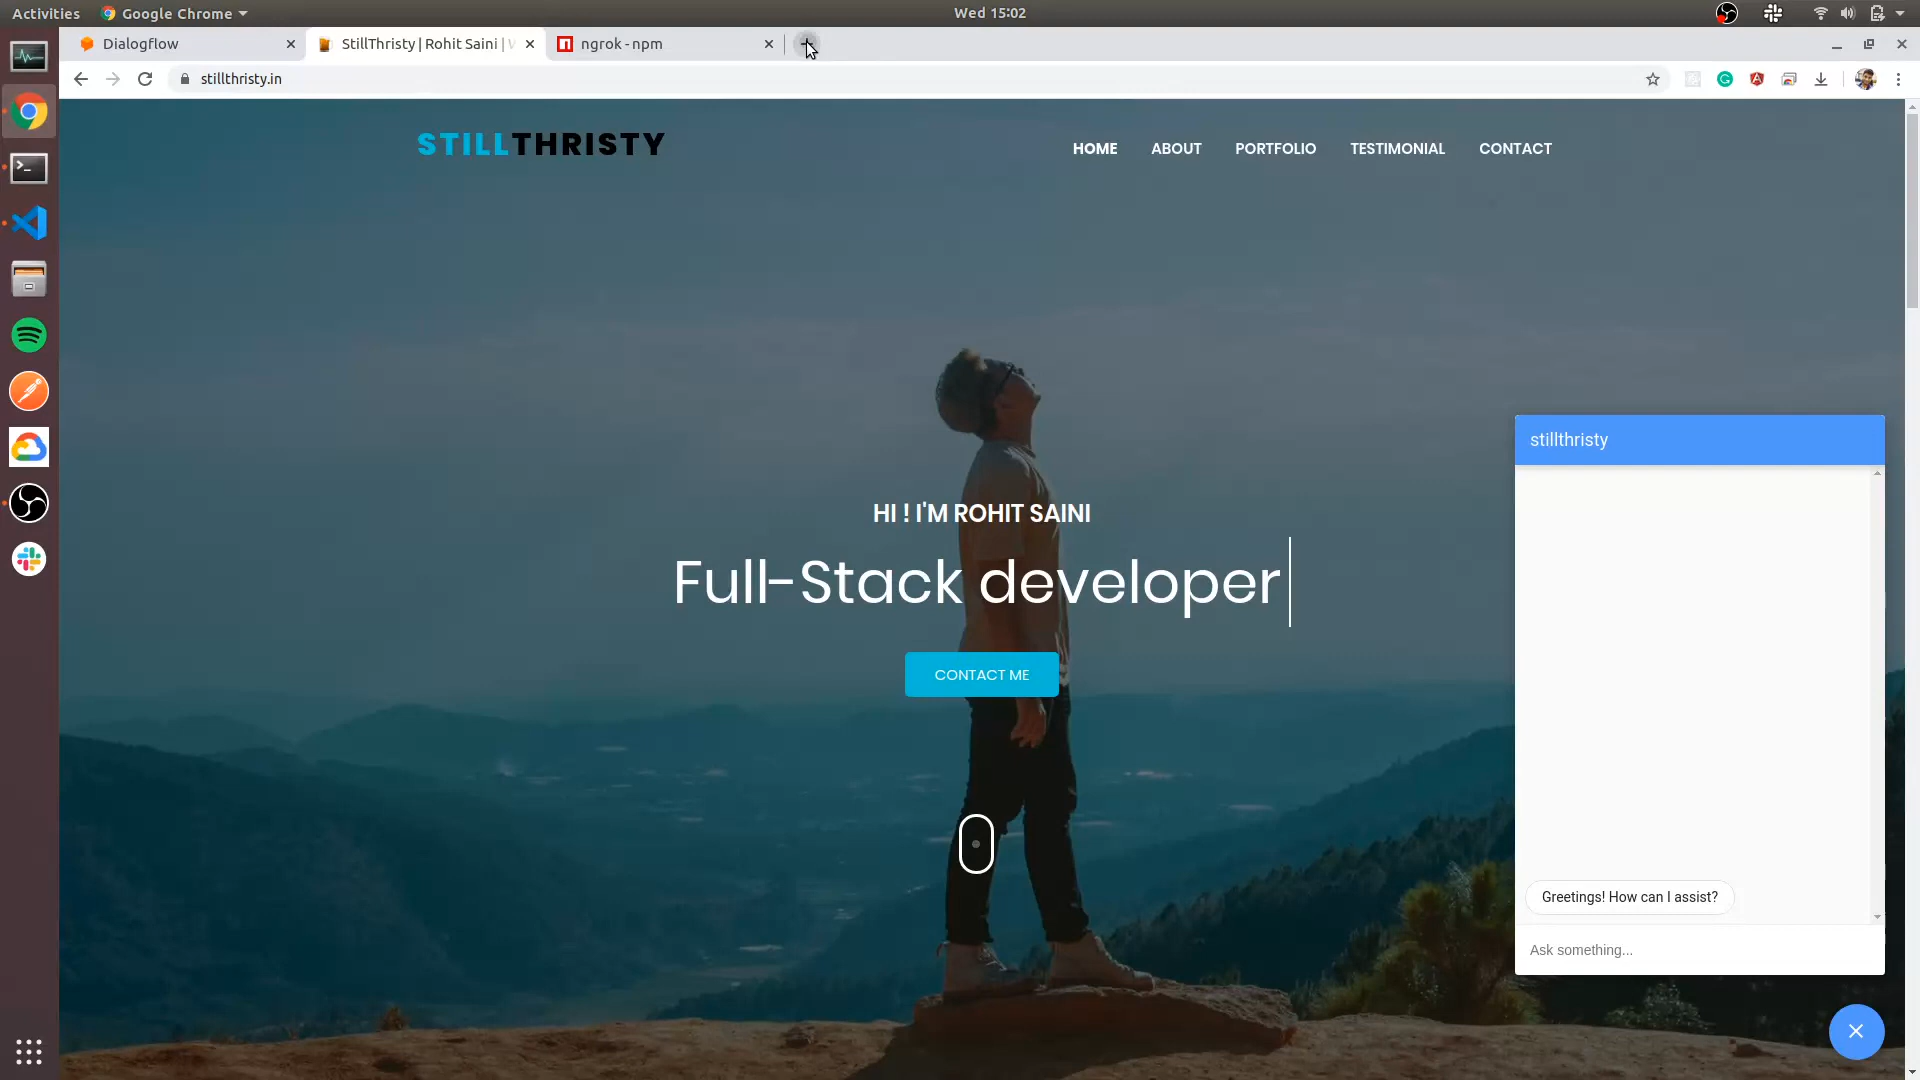 Activities
Google Chrome
Wed 15:02
Dialogflow
StillThristy | Rohit Saini |
ngrok - npm
stillthristy.in
STILLTHRISTY
HOME
ABOUT
PORTFOLIO
TESTIMONIAL
CONTACT
HI ! I'M ROHIT SAINI
Full-Stack developer
CONTACT ME
stillthristy
Greetings! How can I assist?
Ask something...